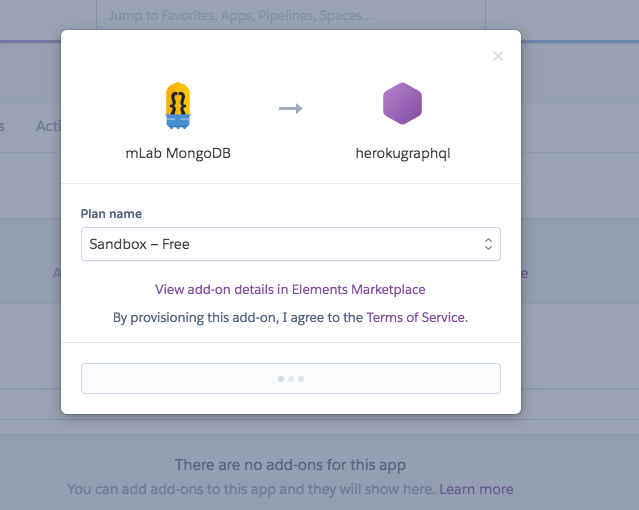 Jump to Favorites, Apps, Pipelines, Spaces...
mLab MongoDB
herokugraphql
Plan name
Sandbox – Free
View add-on details in Elements Marketplace
By provisioning this add-on, I agree to the Terms of Service.
There are no add-ons for this app
You can add add-ons to this app and they will show here. Learn more